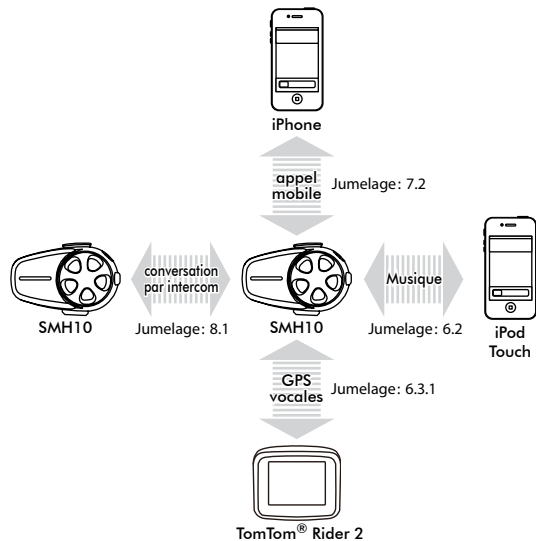 iPhone
appel
mobile
Jumelage: 7.2
conversation
par intercom
Musique
SMH10
Jumelage: 8.1
SMH10
Jumelage: 6.2
iPod
Touch
GPS
vocales
Jumelage: 6.3.1
TomTom® Rider 2